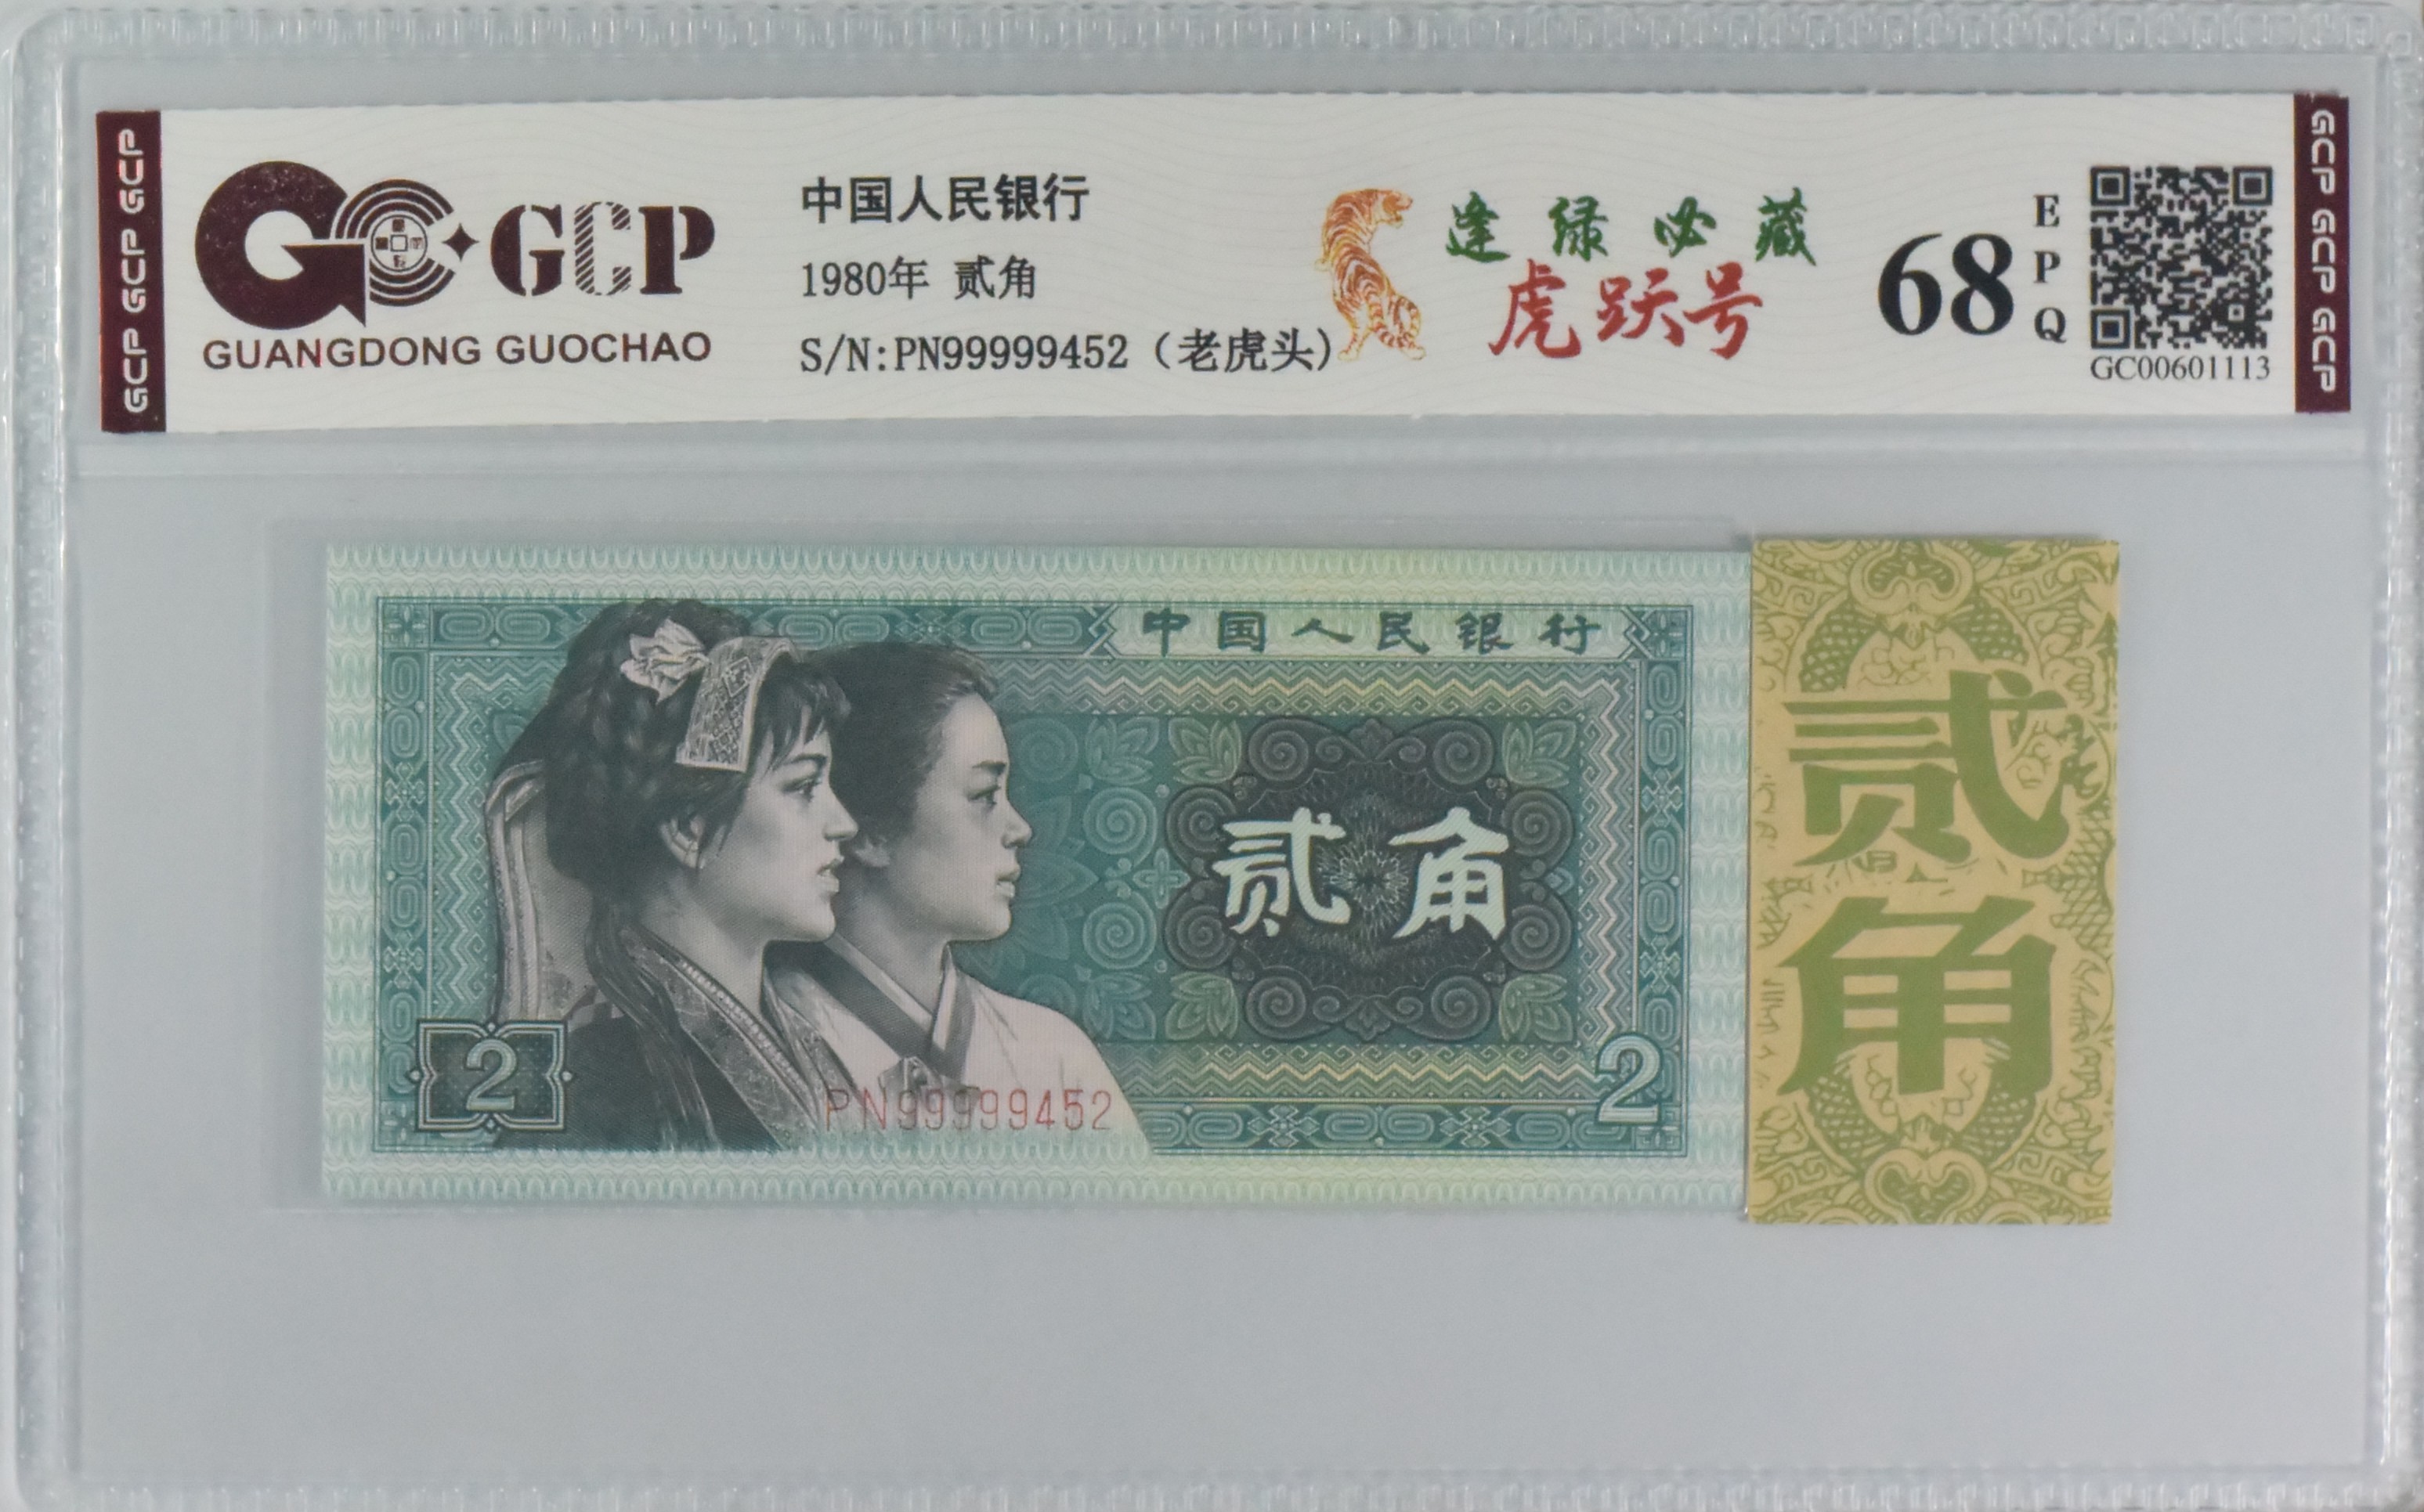 GCP GCP GCP
GCP
GUANGDONG GUOCHAO
中国人民银行
1980年 贰角
S/N:PN99999452（老虎头）
逢绿必藏
虎跃号
68
EPQ
GC00601113
GCP GCP GCP
中国人民银行
贰角
2
PN99999452
2
贰角